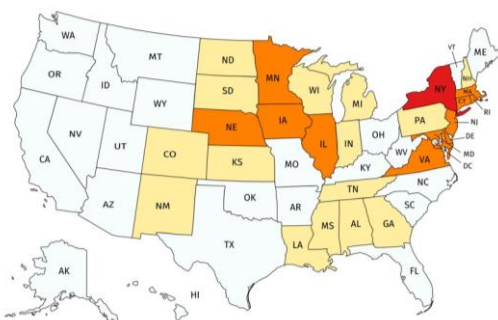 WA
MT
ND
MN
VT
ME
OR
ID
SD
WI
MI
NY
NH
MA
CT
RI
WY
NE
IA
PA
NJ
NV
UT
CO
KS
IL
IN
OH
WV
VA
DE
MD
DC
CA
MO
KY
NC
AZ
NM
OK
AR
TN
SC
TX
LA
MS
AL
GA
FL
AK
HI